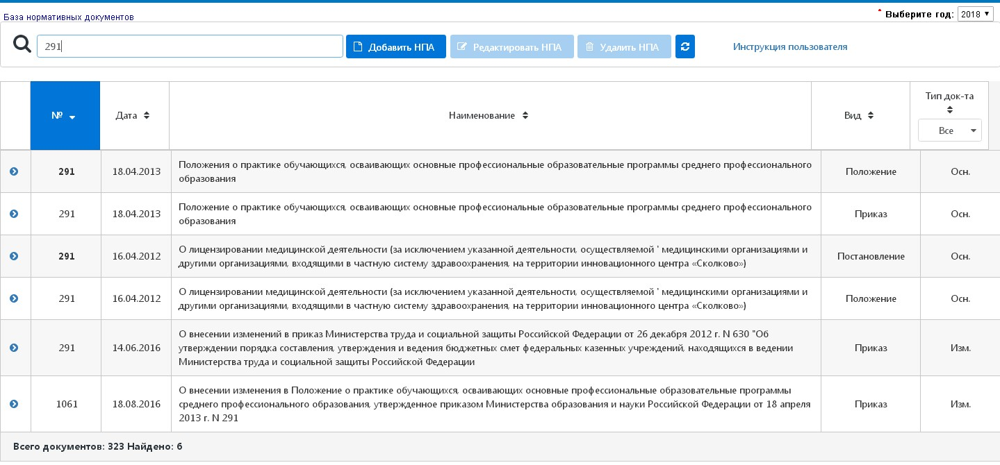 База нормативных документов
* Выберите год: 2018
291
Добавить НПА
Редактировать НПА
Удалить НПА
Инструкция пользователя
№
Дата
Наименование
Вид
Тип док-та
Все
291
18.04.2013
Положения о практике обучающихся, осваивающих основные профессиональные образовательные программы среднего профессионального
образования
Положение
Осн.
291
18.04.2013
Положение о практике обучающихся, осваивающих основные профессиональные образовательные программы среднего профессионального
образования
Приказ
Осн.
291
16.04.2012
О лицензировании медицинской деятельности (за исключением указанной деятельности, осуществляемой ' медицинскими организациями и
другими организациями, входящими в частную систему здравоохранения, на территории инновационного центра «Сколково»)
Постановление
Осн.
291
16.04.2012
О лицензировании медицинской деятельности (за исключением указанной деятельности, осуществляемой ' медицинскими организациями и
другими организациями, входящими в частную систему здравоохранения, на территории инновационного центра «Сколково»)
Положение
Осн.
291
14.06.2016
О внесении изменений в приказ Министерства труда и социальной защиты Российской Федерации от 26 декабря 2012 г. N 630 "Об
утверждении порядка составления, утверждения и ведения бюджетных смет федеральных казенных учреждений, находящихся в ведении
Министерства труда и социальной защиты Российской Федерации
Приказ
Изм.
1061
18.08.2016
О внесении изменения в Положение о практике обучающихся, осваивающих основные профессиональные образовательные программы
среднего профессионального образования, утвержденное приказом Министерства образования и науки Российской Федерации от 18 апреля
2013 г. N 291
Приказ
Изм.
Всего документов: 323 Найдено: 6